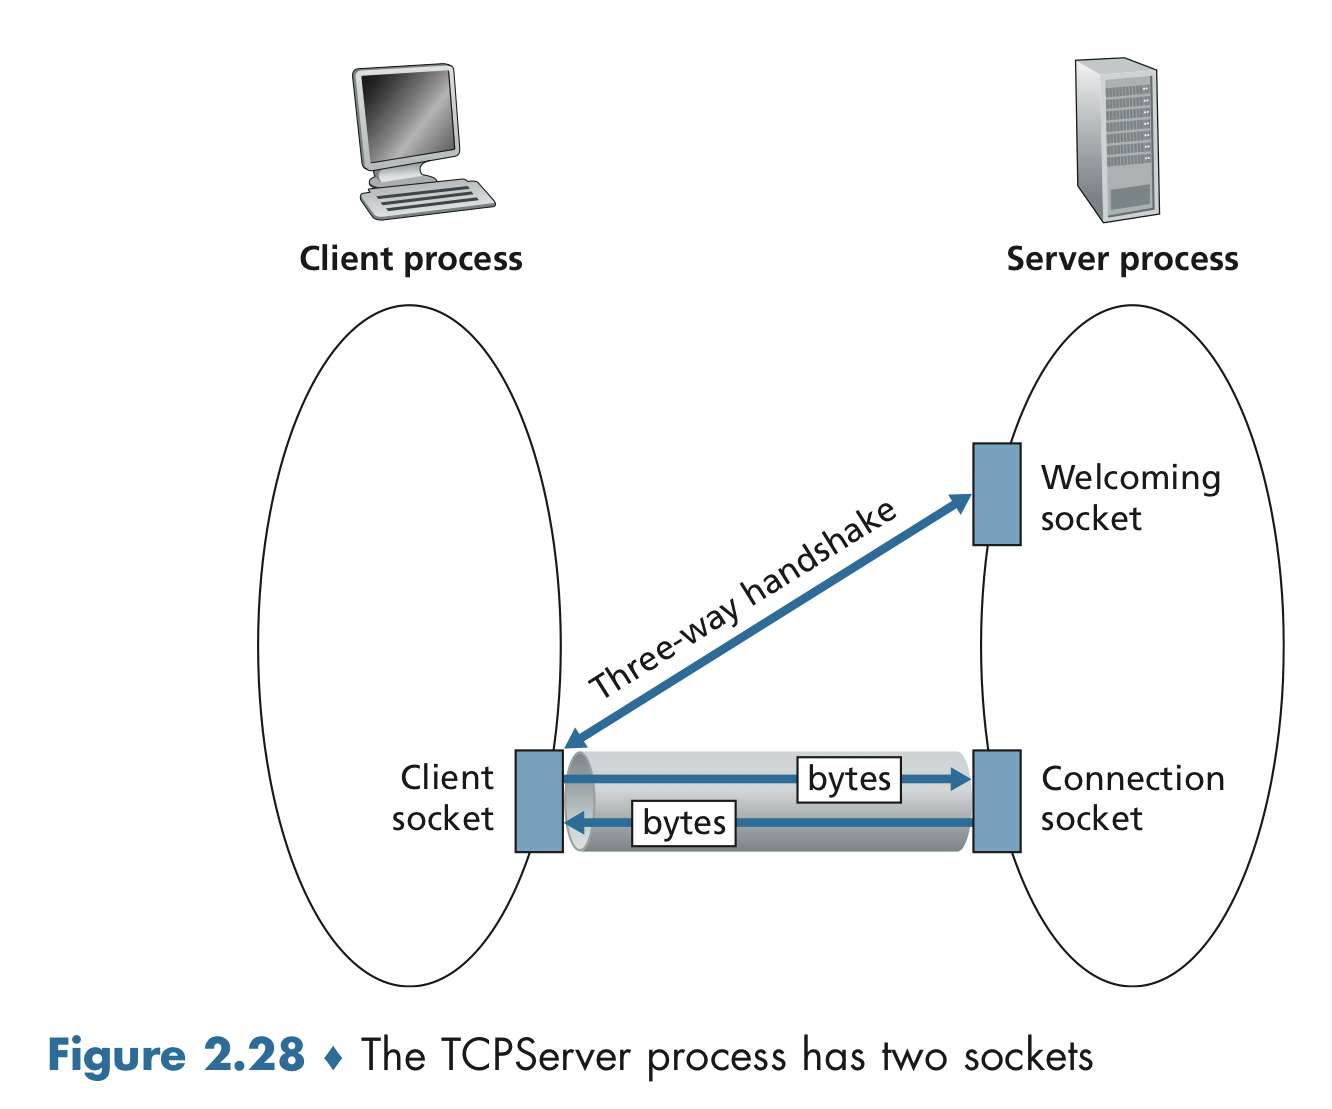 Client process
Server process
Welcoming
socket
Three-way handshake
Client
socket
bytes
bytes
Connection
socket
Figure 2.28 ♦ The TCPServer process has two sockets